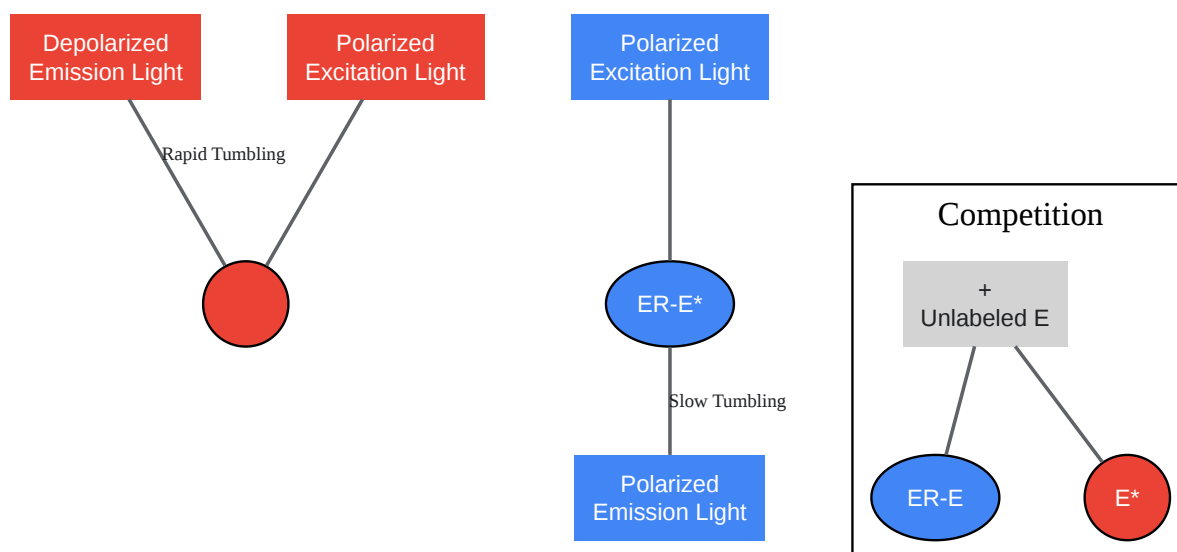 Depolarized
Emission Light
Polarized
Excitation Light
Polarized
Excitation Light
Rapid Tumbling
Competition
+
Unlabeled E
ER-E*
Slow Tumbling
Polarized
Emission Light
ER-E
E*